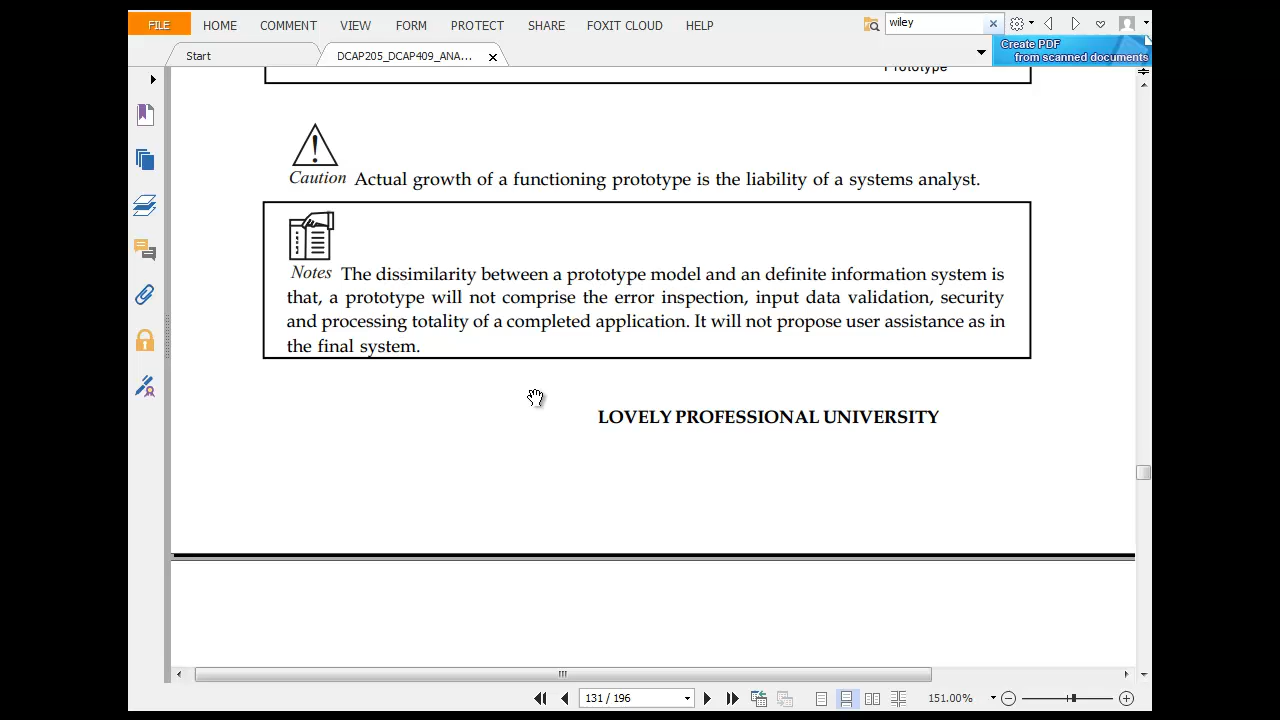 FILE HOME COMMENT VIEW FORM PROTECT SHARE FOXIT CLOUD HELP wiley
Start DCAP205_DCAP409_ANA... Create PDF
from scanned documents
Prototype
Caution Actual growth of a functioning prototype is the liability of a systems analyst.
Notes The dissimilarity between a prototype model and an definite information system is
that, a prototype will not comprise the error inspection, input data validation, security
and processing totality of a completed application. It will not propose user assistance as in
the final system.
LOVELY PROFESSIONAL UNIVERSITY
131 / 196 151.00%